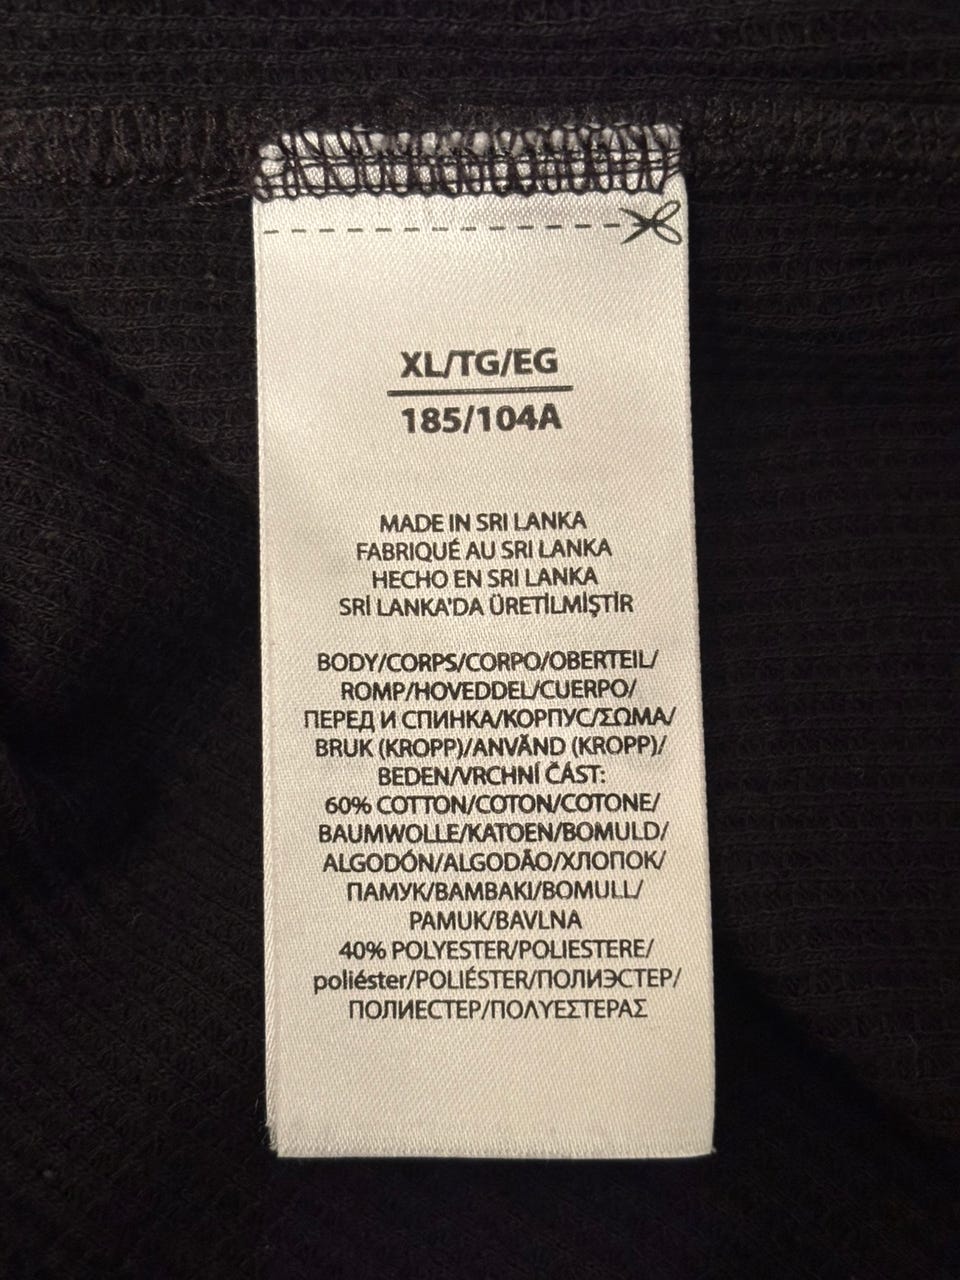 XL/TG/EG
185/104A
MADE IN SRI LANKA
FABRIQUÉ AU SRI LANKA
HECHO EN SRI LANKA
SRİ LANKA'DA ÜRETİLMİŞTİR
BODY/CORPS/CORPO/OBERTEIL/
ROMP/HOVEDDEL/CUERPO/
ПЕРЕД И СПИНКА/КОРПУС/ΣΩΜΑ/
BRUK (KROPP)/ANVÄND (KROPP)/
BEDEN/VRCHNÍ ČÁST:
60% COTTON/COTON/COTONE/
BAUMWOLLE/KATOEN/BOMULD/
ALGODÓN/ALGODÃO/ХЛОПОК/
ПАМУК/BAMBAKI/BOMULL/
PAMUK/BAVLNA
40% POLYESTER/POLIESTERE/
poliéster/POLIÉSTER/ПОЛИЭСТЕР/
ПОЛИЕСТЕР/ΠΟΛΥΕΣΤΕΡΑΣ